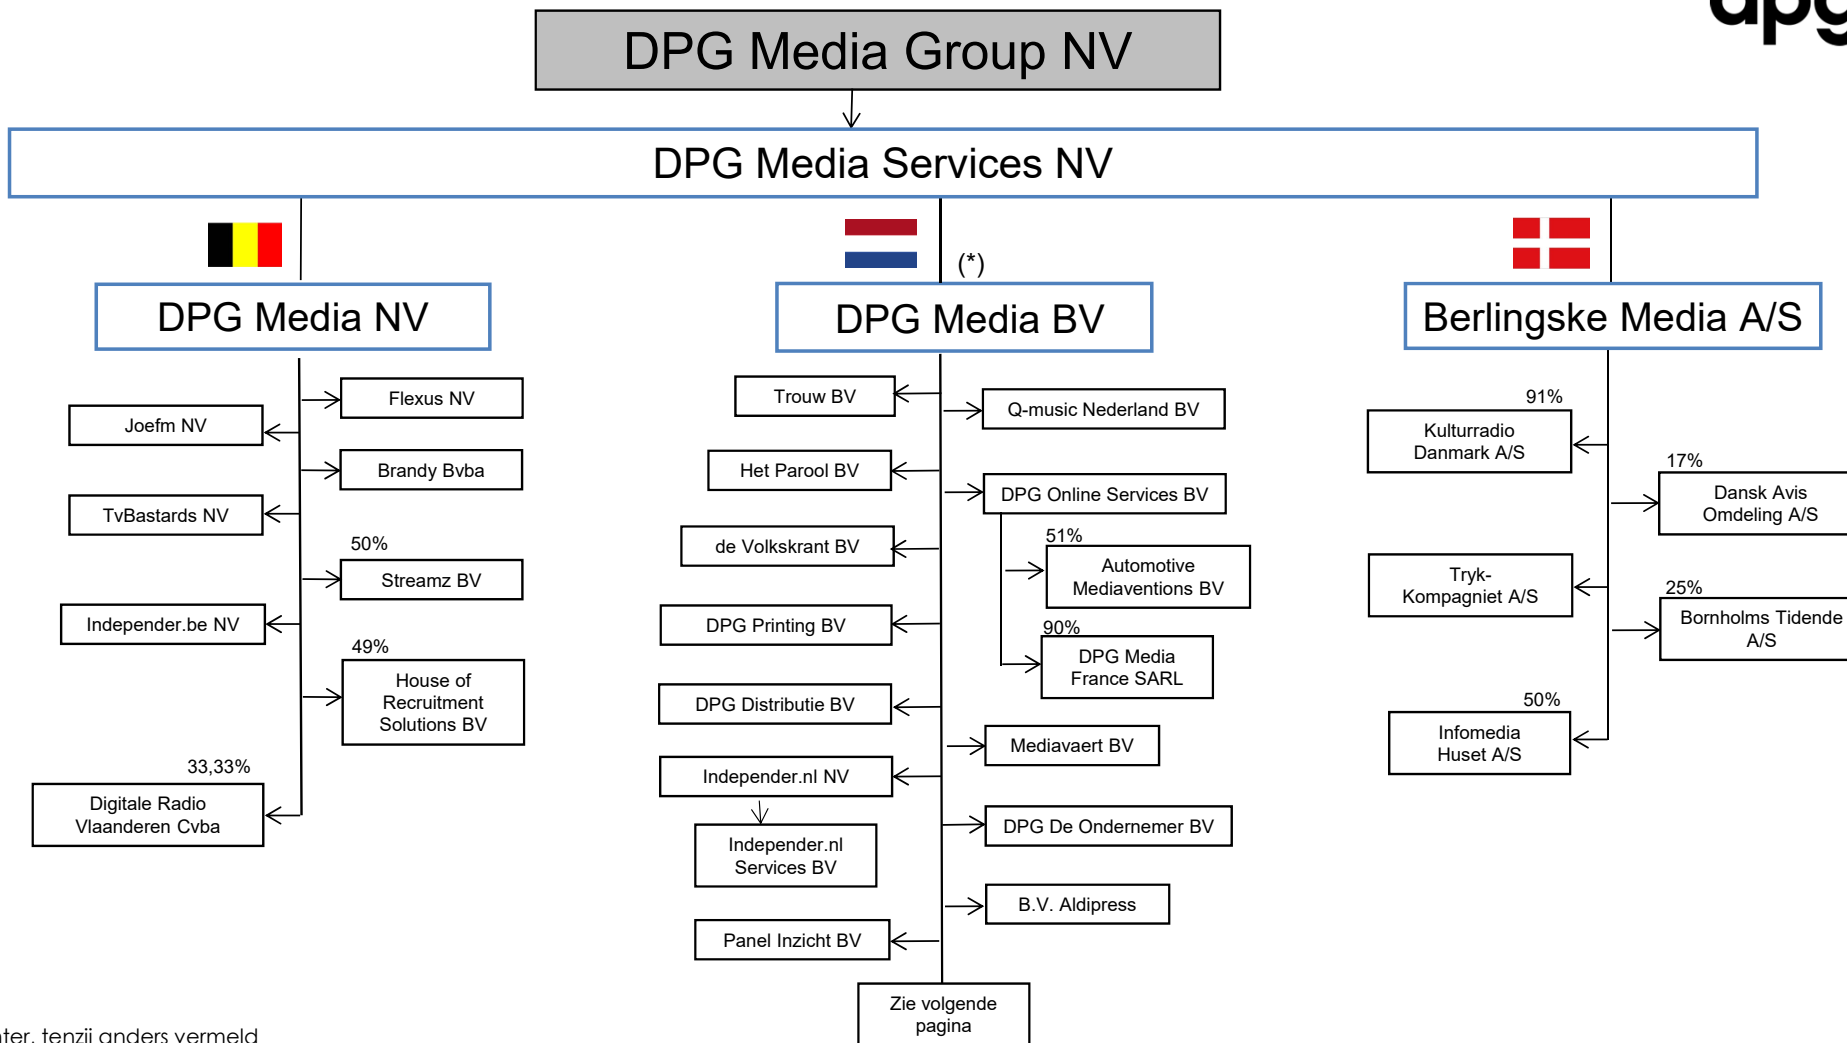 dpg
DPG Media Group NV
DPG Media Services NV
(*)
DPG Media NV
DPG Media BV
Berlingske Media A/S
Flexus NV
Joefm NV
Brandy Bvba
TvBastards NV
50%
Streamz BV
Independer.be NV
49%
House of
Recruitment
Solutions BV
33,33%
Digitale Radio
Vlaanderen Cvba
Trouw BV
Q-music Nederland BV
Het Parool BV
DPG Online Services BV
de Volkskrant BV
51%
Automotive
Mediaventions BV
DPG Printing BV
90%
DPG Media
France SARL
DPG Distributie BV
Mediavaert BV
Independer.nl NV
DPG De Ondernemer BV
Independer.nl
Services BV
B.V. Aldipress
Panel Inzicht BV
Zie volgende
pagina
91%
Kulturradio
Danmark A/S
17%
Dansk Avis
Omdeling A/S
Tryk-
Kompagniet A/S
25%
Bornholms Tidende
A/S
50%
Infomedia
Huset A/S
nter, tenzij anders vermeld